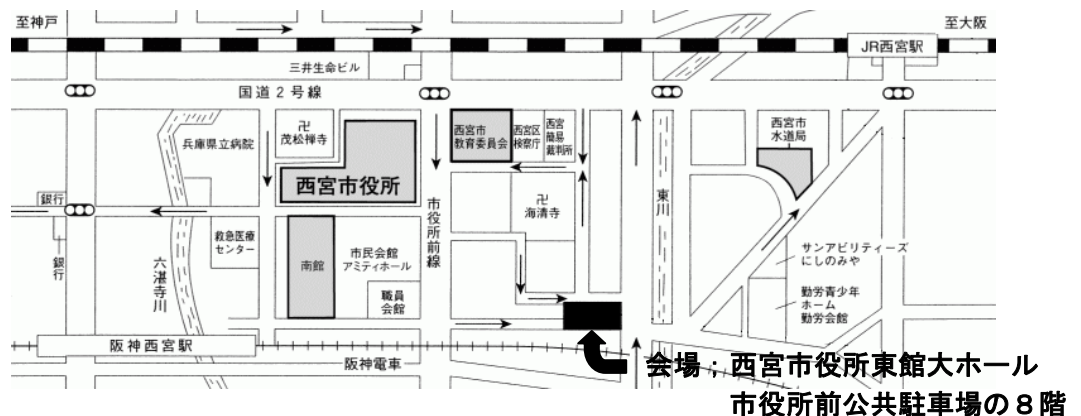 至神戸
至大阪
JR西宮駅
三井生命ビル
国道2号線
兵庫県立病院
卍
茂松禅寺
西宮市
教育委員会
西宮区
検察庁
西宮
簡易
裁判所
西宮市
水道局
西宮市役所
銀行
銀行
市役所前線
卍
海清寺
東川
救急医療
センター
南館
市民会館
アミティホール
職員
会館
六湛寺川
サンアビリティーズ
にしのみや
勤労青少年
ホーム
勤労会館
阪神西宮駅
阪神電車
会場;西宮市役所東館大ホール
市役所前公共駐車場の8階